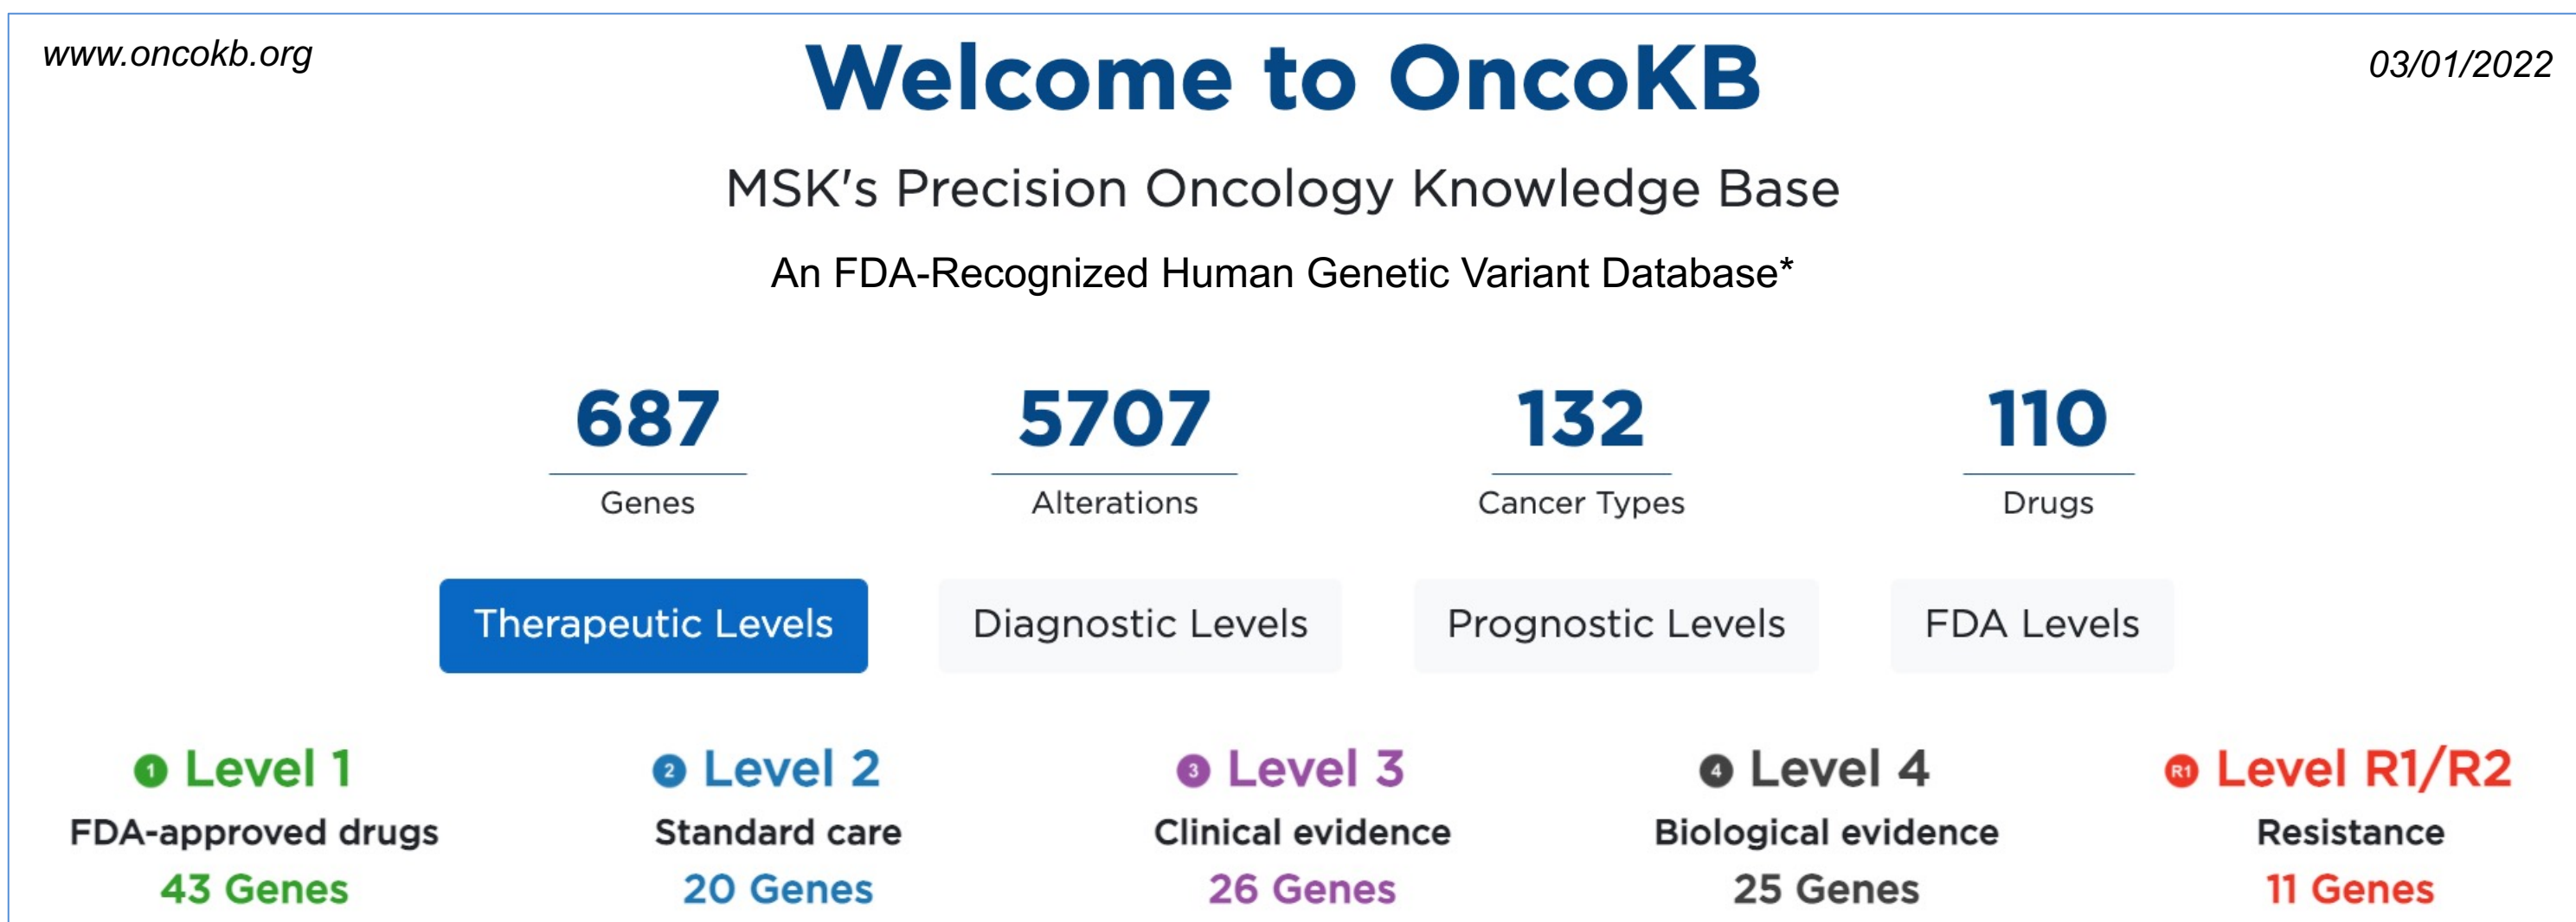 www.oncokb.org
Welcome to OncoKB
03/01/2022
MSK's Precision Oncology Knowledge Base
An FDA-Recognized Human Genetic Variant Database*
687 5707 132 110
Genes Alterations Cancer Types Drugs
Therapeutic Levels Diagnostic Levels Prognostic Levels FDA Levels
1 Level 1 2 Level 2 3 Level 3 4 Level 4 R1 Level R1/R2
FDA-approved drugs Standard care Clinical evidence Biological evidence Resistance
43 Genes 20 Genes 26 Genes 25 Genes 11 Genes